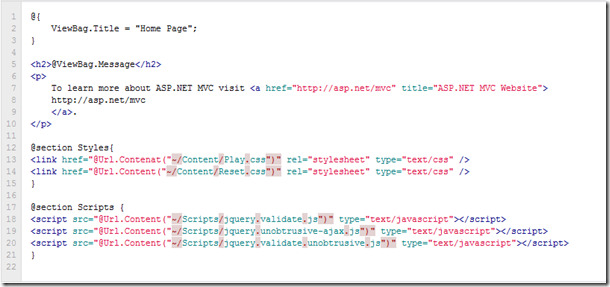 1 @{
2 ViewBag.Title = "Home Page";
3 }
4
5 <h2>@ViewBag.Message</h2>
6 <p>
7 To learn more about ASP.NET MVC visit <a href="http://asp.net/mvc" title="ASP.NET MVC Website">
8 http://asp.net/mvc
9 </a>.
10 </p>
11
12 @section Styles{
13 <link href="@Url.Contenat("~/Content/Play.css")" rel="stylesheet" type="text/css" />
14 <link href="@Url.Content("~/Content/Reset.css")" rel="stylesheet" type="text/css" />
15 }
16
17 @section Scripts {
18 <script src="@Url.Content("~/Scripts/jquery.validate.js")" type="text/javascript"></script>
19 <script src="@Url.Content("~/Scripts/jquery.unobtrusive-ajax.js")" type="text/javascript"></script>
20 <script src="@Url.Content("~/Scripts/jquery.validate.unobtrusive.js")" type="text/javascript"></script>
21 }
22